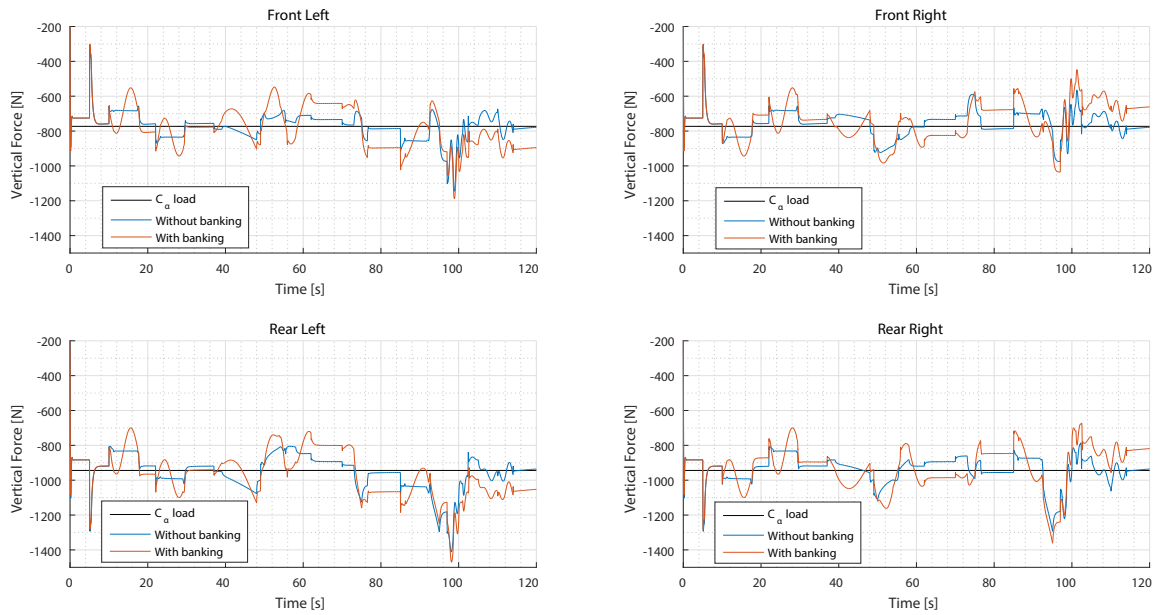 Front Left
Vertical Force [N]
-200
-400
-600
-800
-1000
-1200
-1400
C_α load
Without banking
With banking
0 20 40 60 80 100 120
Time [s]
Front Right
Vertical Force [N]
-200
-400
-600
-800
-1000
-1200
-1400
C_α load
Without banking
With banking
0 20 40 60 80 100 120
Time [s]
Rear Left
Vertical Force [N]
-200
-400
-600
-800
-1000
-1200
-1400
C_α load
Without banking
With banking
0 20 40 60 80 100 120
Time [s]
Rear Right
Vertical Force [N]
-200
-400
-600
-800
-1000
-1200
-1400
C_α load
Without banking
With banking
0 20 40 60 80 100 120
Time [s]